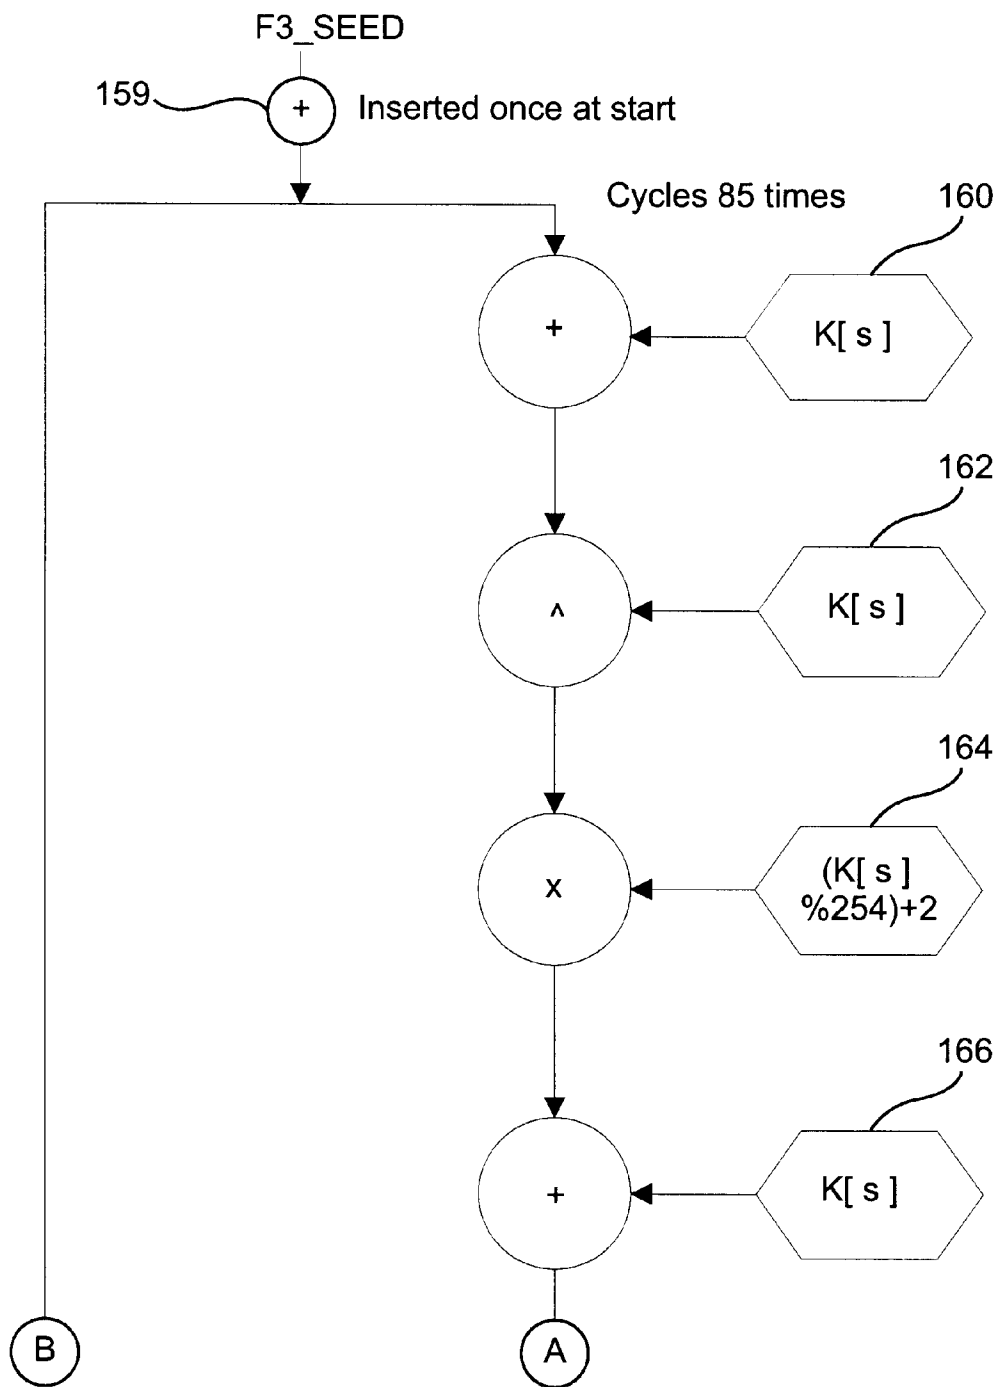 F3_SEED
159
+
Inserted once at start
Cycles 85 times
160
+
K[ s ]
162
^
K[ s ]
164
x
(K[ s ]
%254)+2
166
+
K[ s ]
B
A